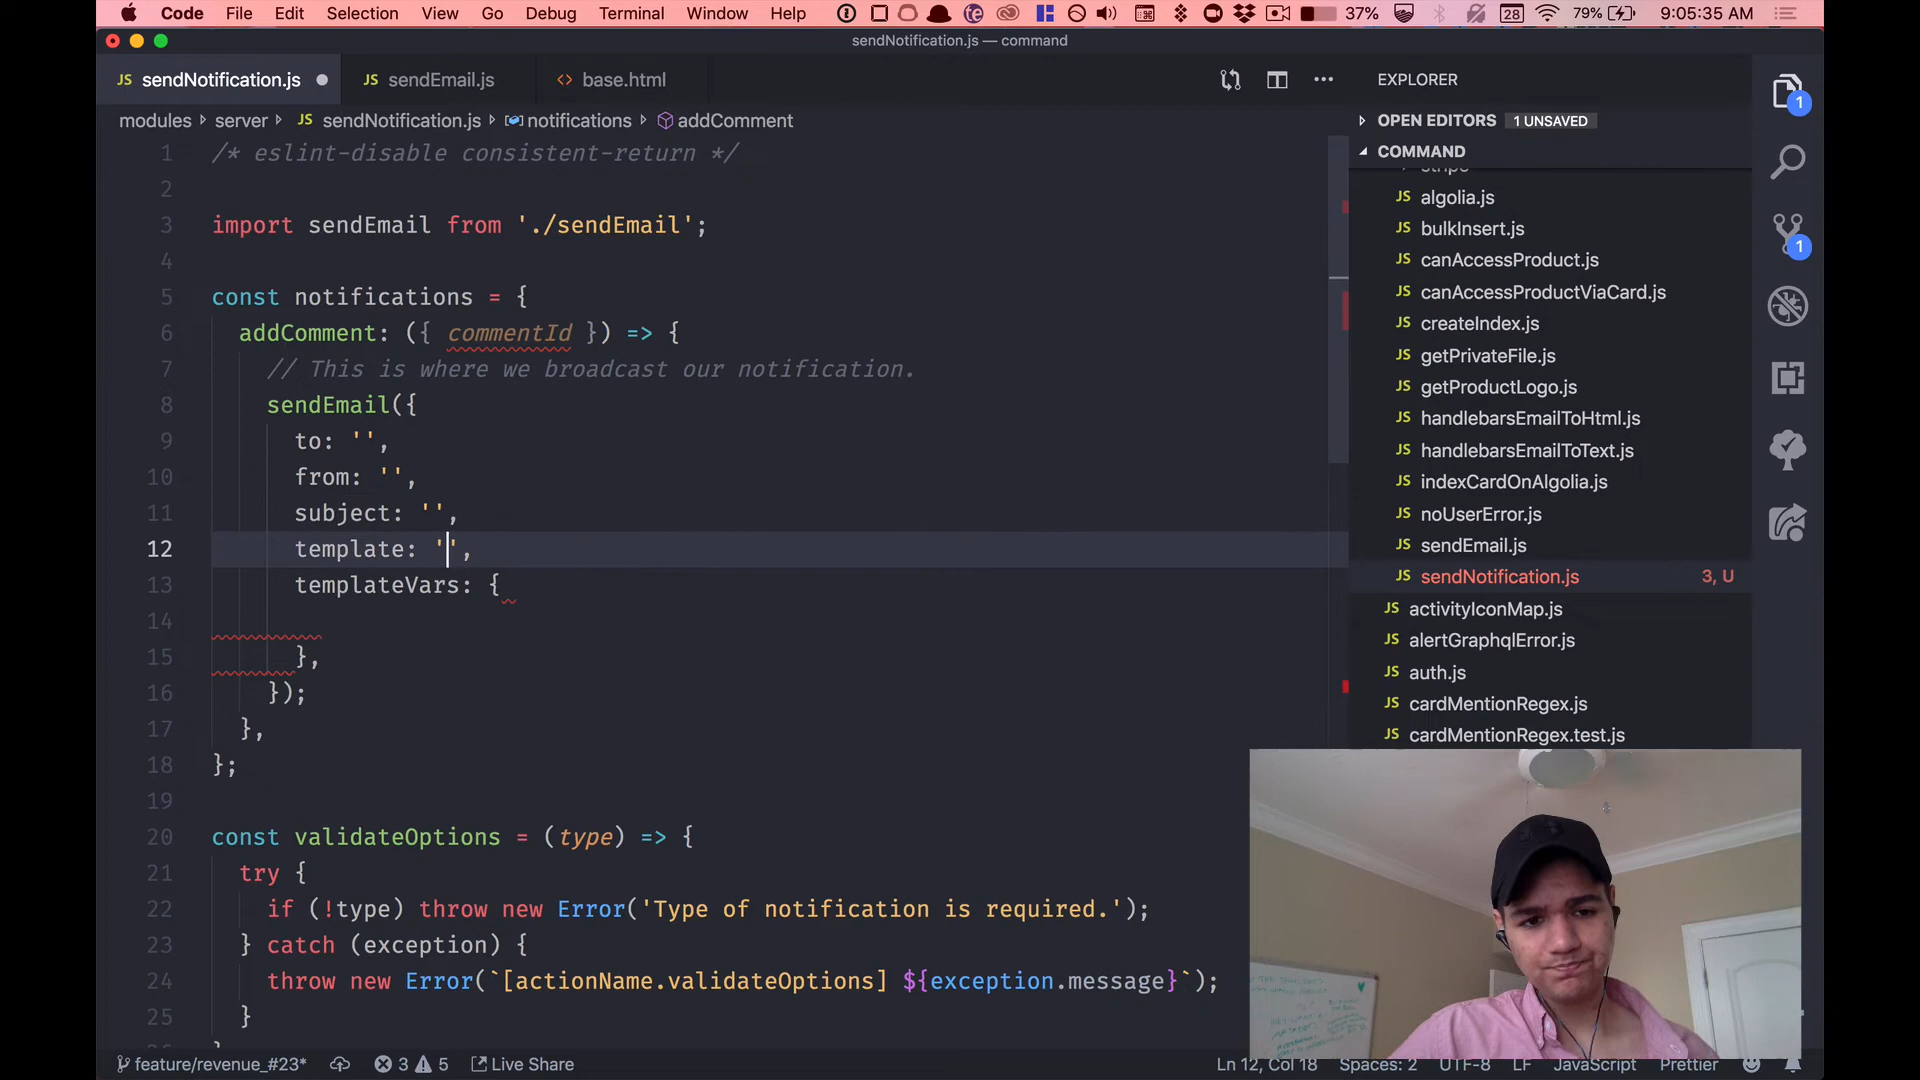 Code File Edit Selection View Go Debug Terminal Window Help 37% 28 79% 9:05:35 AM
sendNotification.js — command
JS sendNotification.js JS sendEmail.js <> base.html
modules › server › JS sendNotification.js › notifications › addComment
1 /* eslint-disable consistent-return */
2
3 import sendEmail from './sendEmail';
4
5 const notifications = {
6 addComment: ({ commentId }) => {
7 // This is where we broadcast our notification.
8 sendEmail({
9 to: '',
10 from: '',
11 subject: '',
12 template: '',
13 templateVars: {
14
15 },
16 });
17 },
18 };
19
20 const validateOptions = (type) => {
21 try {
22 if (!type) throw new Error('Type of notification is required.');
23 } catch (exception) {
24 throw new Error(`[actionName.validateOptions] ${exception.message}`);
25 }
EXPLORER
OPEN EDITORS 1 UNSAVED
COMMAND
stripe
JS algolia.js
JS bulkInsert.js
JS canAccessProduct.js
JS canAccessProductViaCard.js
JS createIndex.js
JS getPrivateFile.js
JS getProductLogo.js
JS handlebarsEmailToHtml.js
JS handlebarsEmailToText.js
JS indexCardOnAlgolia.js
JS noUserError.js
JS sendEmail.js
JS sendNotification.js 3, U
JS activityIconMap.js
JS alertGraphqlError.js
JS auth.js
JS cardMentionRegex.js
JS cardMentionRegex.test.js
1
1
feature/revenue_#23* 3 5 Live Share Ln 12, Col 18 Spaces: 2 UTF-8 LF JavaScript Prettier